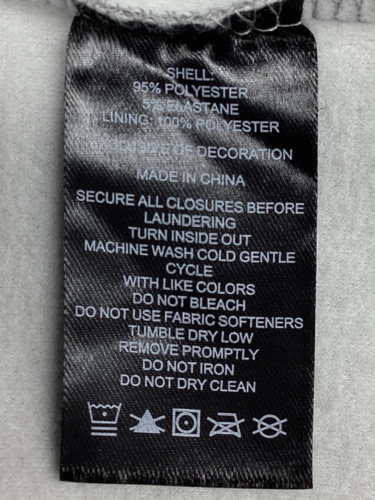 SHELL:
95% POLYESTER
5% ELASTANE
LINING: 100% POLYESTER
EXCLUSIVE OF DECORATION
MADE IN CHINA
SECURE ALL CLOSURES BEFORE
LAUNDERING
TURN INSIDE OUT
MACHINE WASH COLD GENTLE
CYCLE
WITH LIKE COLORS
DO NOT BLEACH
DO NOT USE FABRIC SOFTENERS
TUMBLE DRY LOW
REMOVE PROMPTLY
DO NOT IRON
DO NOT DRY CLEAN